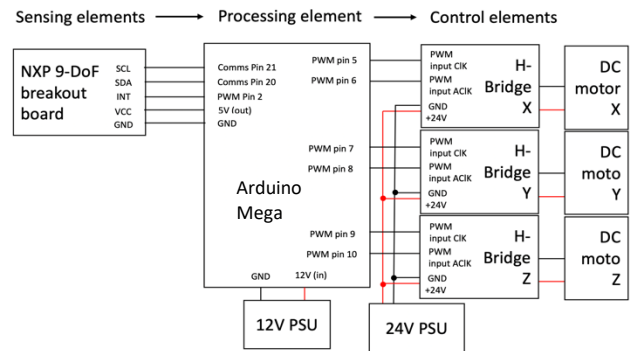 Sensing elements
Processing element
Control elements
NXP 9-DoF
breakout
board
SCL
SDA
INT
VCC
GND
Comms Pin 21
Comms Pin 20
PWM Pin 2
5V (out)
GND
Arduino
Mega
PWM pin 5
PWM pin 6
PWM pin 7
PWM pin 8
PWM pin 9
PWM pin 10
GND
12V (in)
12V PSU
24V PSU
PWM
input ClK
PWM
input AClK
GND
+24V
H-
Bridge
X
DC
motor
X
PWM
input ClK
PWM
input AClK
GND
+24V
H-
Bridge
Y
DC
moto
Y
PWM
input ClK
PWM
input AClK
GND
+24V
H-
Bridge
Z
DC
moto
Z